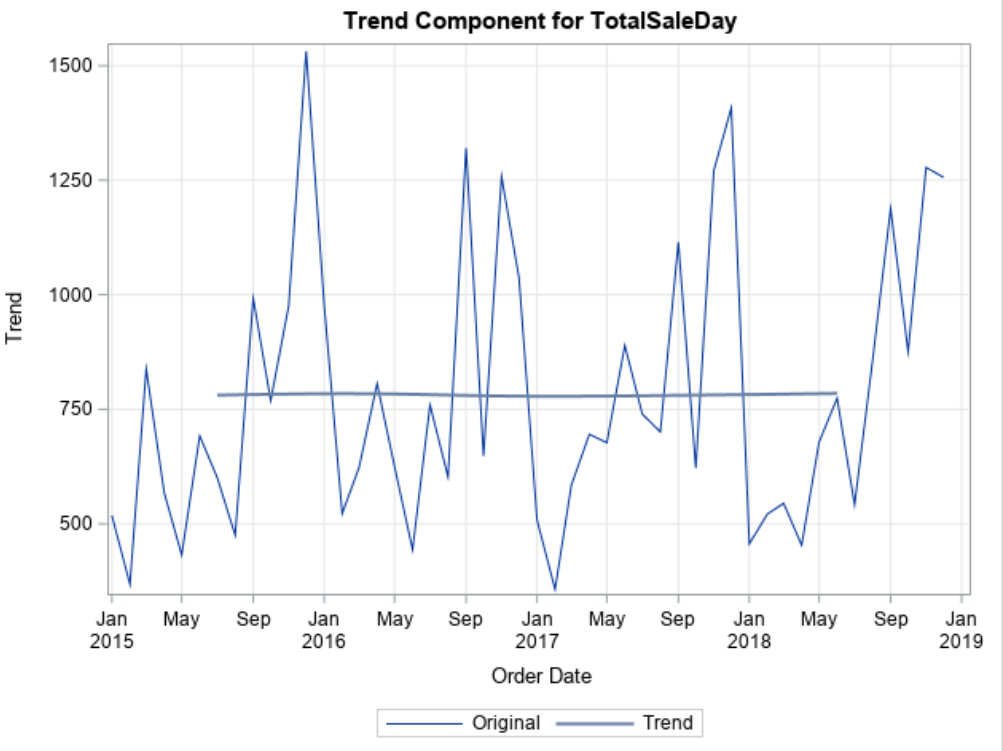 Trend Component for TotalSaleDay
1500
1250
1000
750
500
Trend
Jan May Sep Jan May Sep Jan May Sep Jan May Sep Jan
2015 2016 2017 2018 2019
Order Date
Original Trend